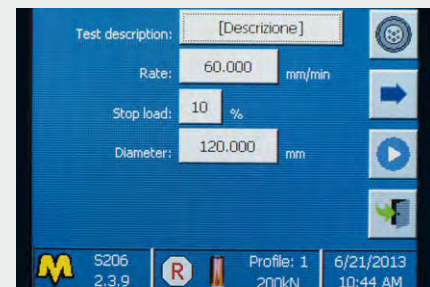 Test description: [Descrizione]
Rate: 60.000 mm/min
Stop load: 10 %
Diameter: 120.000 mm
S206 R Profile: 1 6/21/2013
2.3.9 200kN 10:44 AM